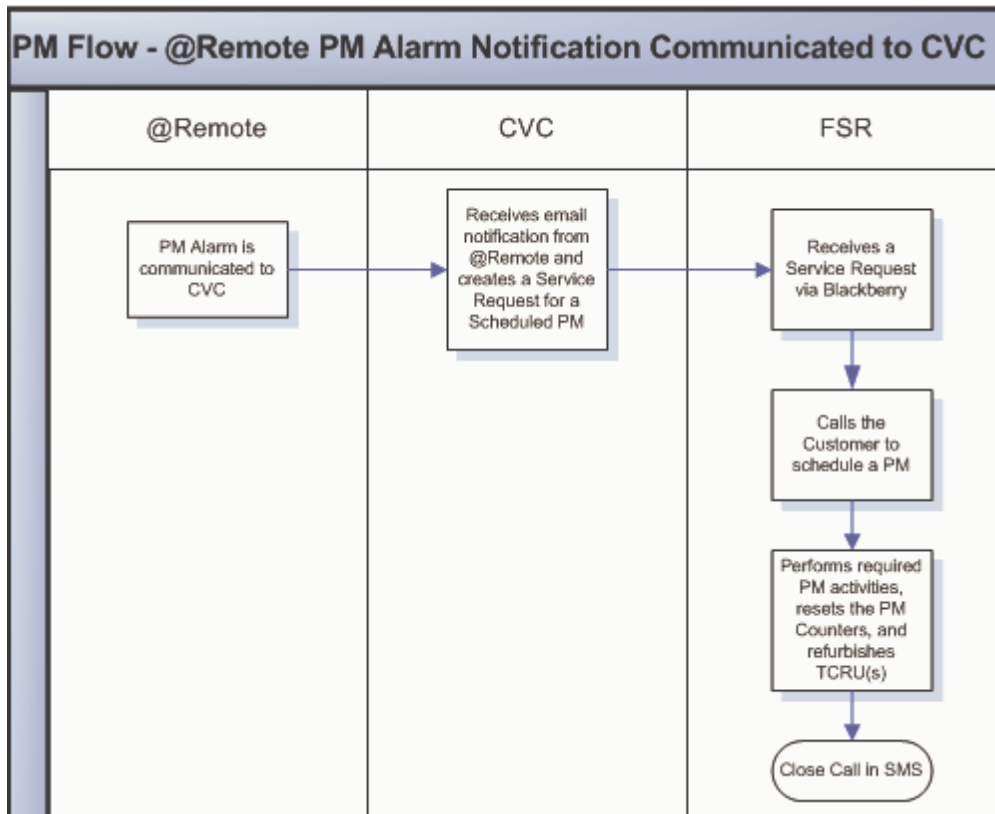 PM Flow - @Remote PM Alarm Notification Communicated to CVC
@Remote
CVC
FSR
PM Alarm is
communicated to
CVC
Receives email
notification from
@Remote and
creates a Service
Request for a
Scheduled PM
Receives a
Service Request
via Blackberry
Calls the
Customer to
schedule a PM
Performs required
PM activities,
resets the PM
Counters, and
refurbishes
TCRU(s)
Close Call in SMS